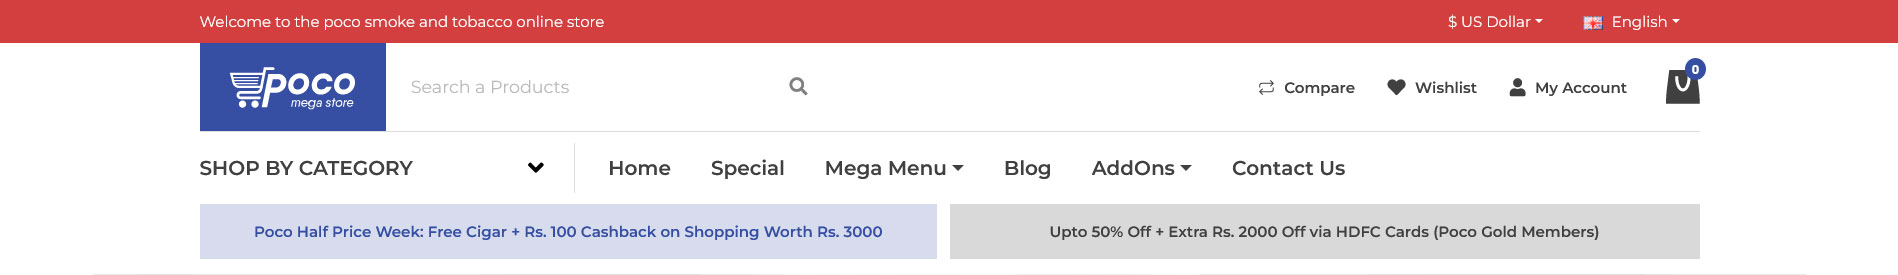 Welcome to the poco smoke and tobacco online store
$ US Dollar
English
poco
mega store
Search a Products
Compare
Wishlist
My Account
0
SHOP BY CATEGORY
Home
Special
Mega Menu
Blog
AddOns
Contact Us
Poco Half Price Week: Free Cigar + Rs. 100 Cashback on Shopping Worth Rs. 3000
Upto 50% Off + Extra Rs. 2000 Off via HDFC Cards (Poco Gold Members)